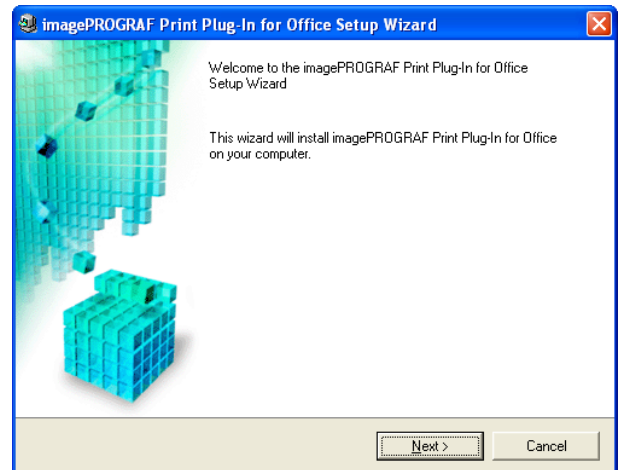 imagePROGRAF Print Plug-In for Office Setup Wizard
Welcome to the imagePROGRAF Print Plug-In for Office
Setup Wizard
This wizard will install imagePROGRAF Print Plug-In for Office
on your computer.
Next >
Cancel